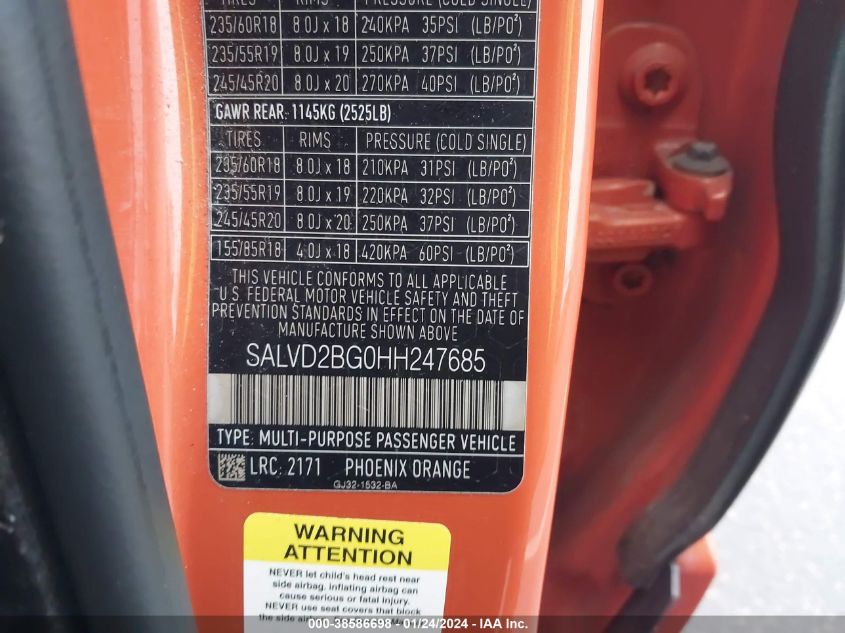 PRESSURE (COLD SINGLE)
235/60R18 8.0J x 18 240KPA 35PSI (LB/PO²)
235/55R19 8.0J x 19 250KPA 37PSI (LB/PO²)
245/45R20 8.0J x 20 270KPA 40PSI (LB/PO²)
GAWR REAR: 1145KG (2525LB)
TIRES RIMS PRESSURE (COLD SINGLE)
235/60R18 8.0J x 18 210KPA 31PSI (LB/PO²)
235/55R19 8.0J x 19 220KPA 32PSI (LB/PO²)
245/45R20 8.0J x 20 250KPA 37PSI (LB/PO²)
155/85R18 4.0J x 18 420KPA 60PSI (LB/PO²)
THIS VEHICLE CONFORMS TO ALL APPLICABLE
U.S. FEDERAL MOTOR VEHICLE SAFETY AND THEFT
PREVENTION STANDARDS IN EFFECT ON THE DATE OF
MANUFACTURE SHOWN ABOVE
SALVD2BG0HH247685
TYPE: MULTI-PURPOSE PASSENGER VEHICLE
LRC: 2171 PHOENIX ORANGE
GJ32-1532-BA
WARNING
ATTENTION
NEVER let child's head rest near
side airbag, inflating airbag can
cause serious or fatal injury.
NEVER use seat covers that block
the side air
000-38586698 - 01/24/2024 - IAA Inc.